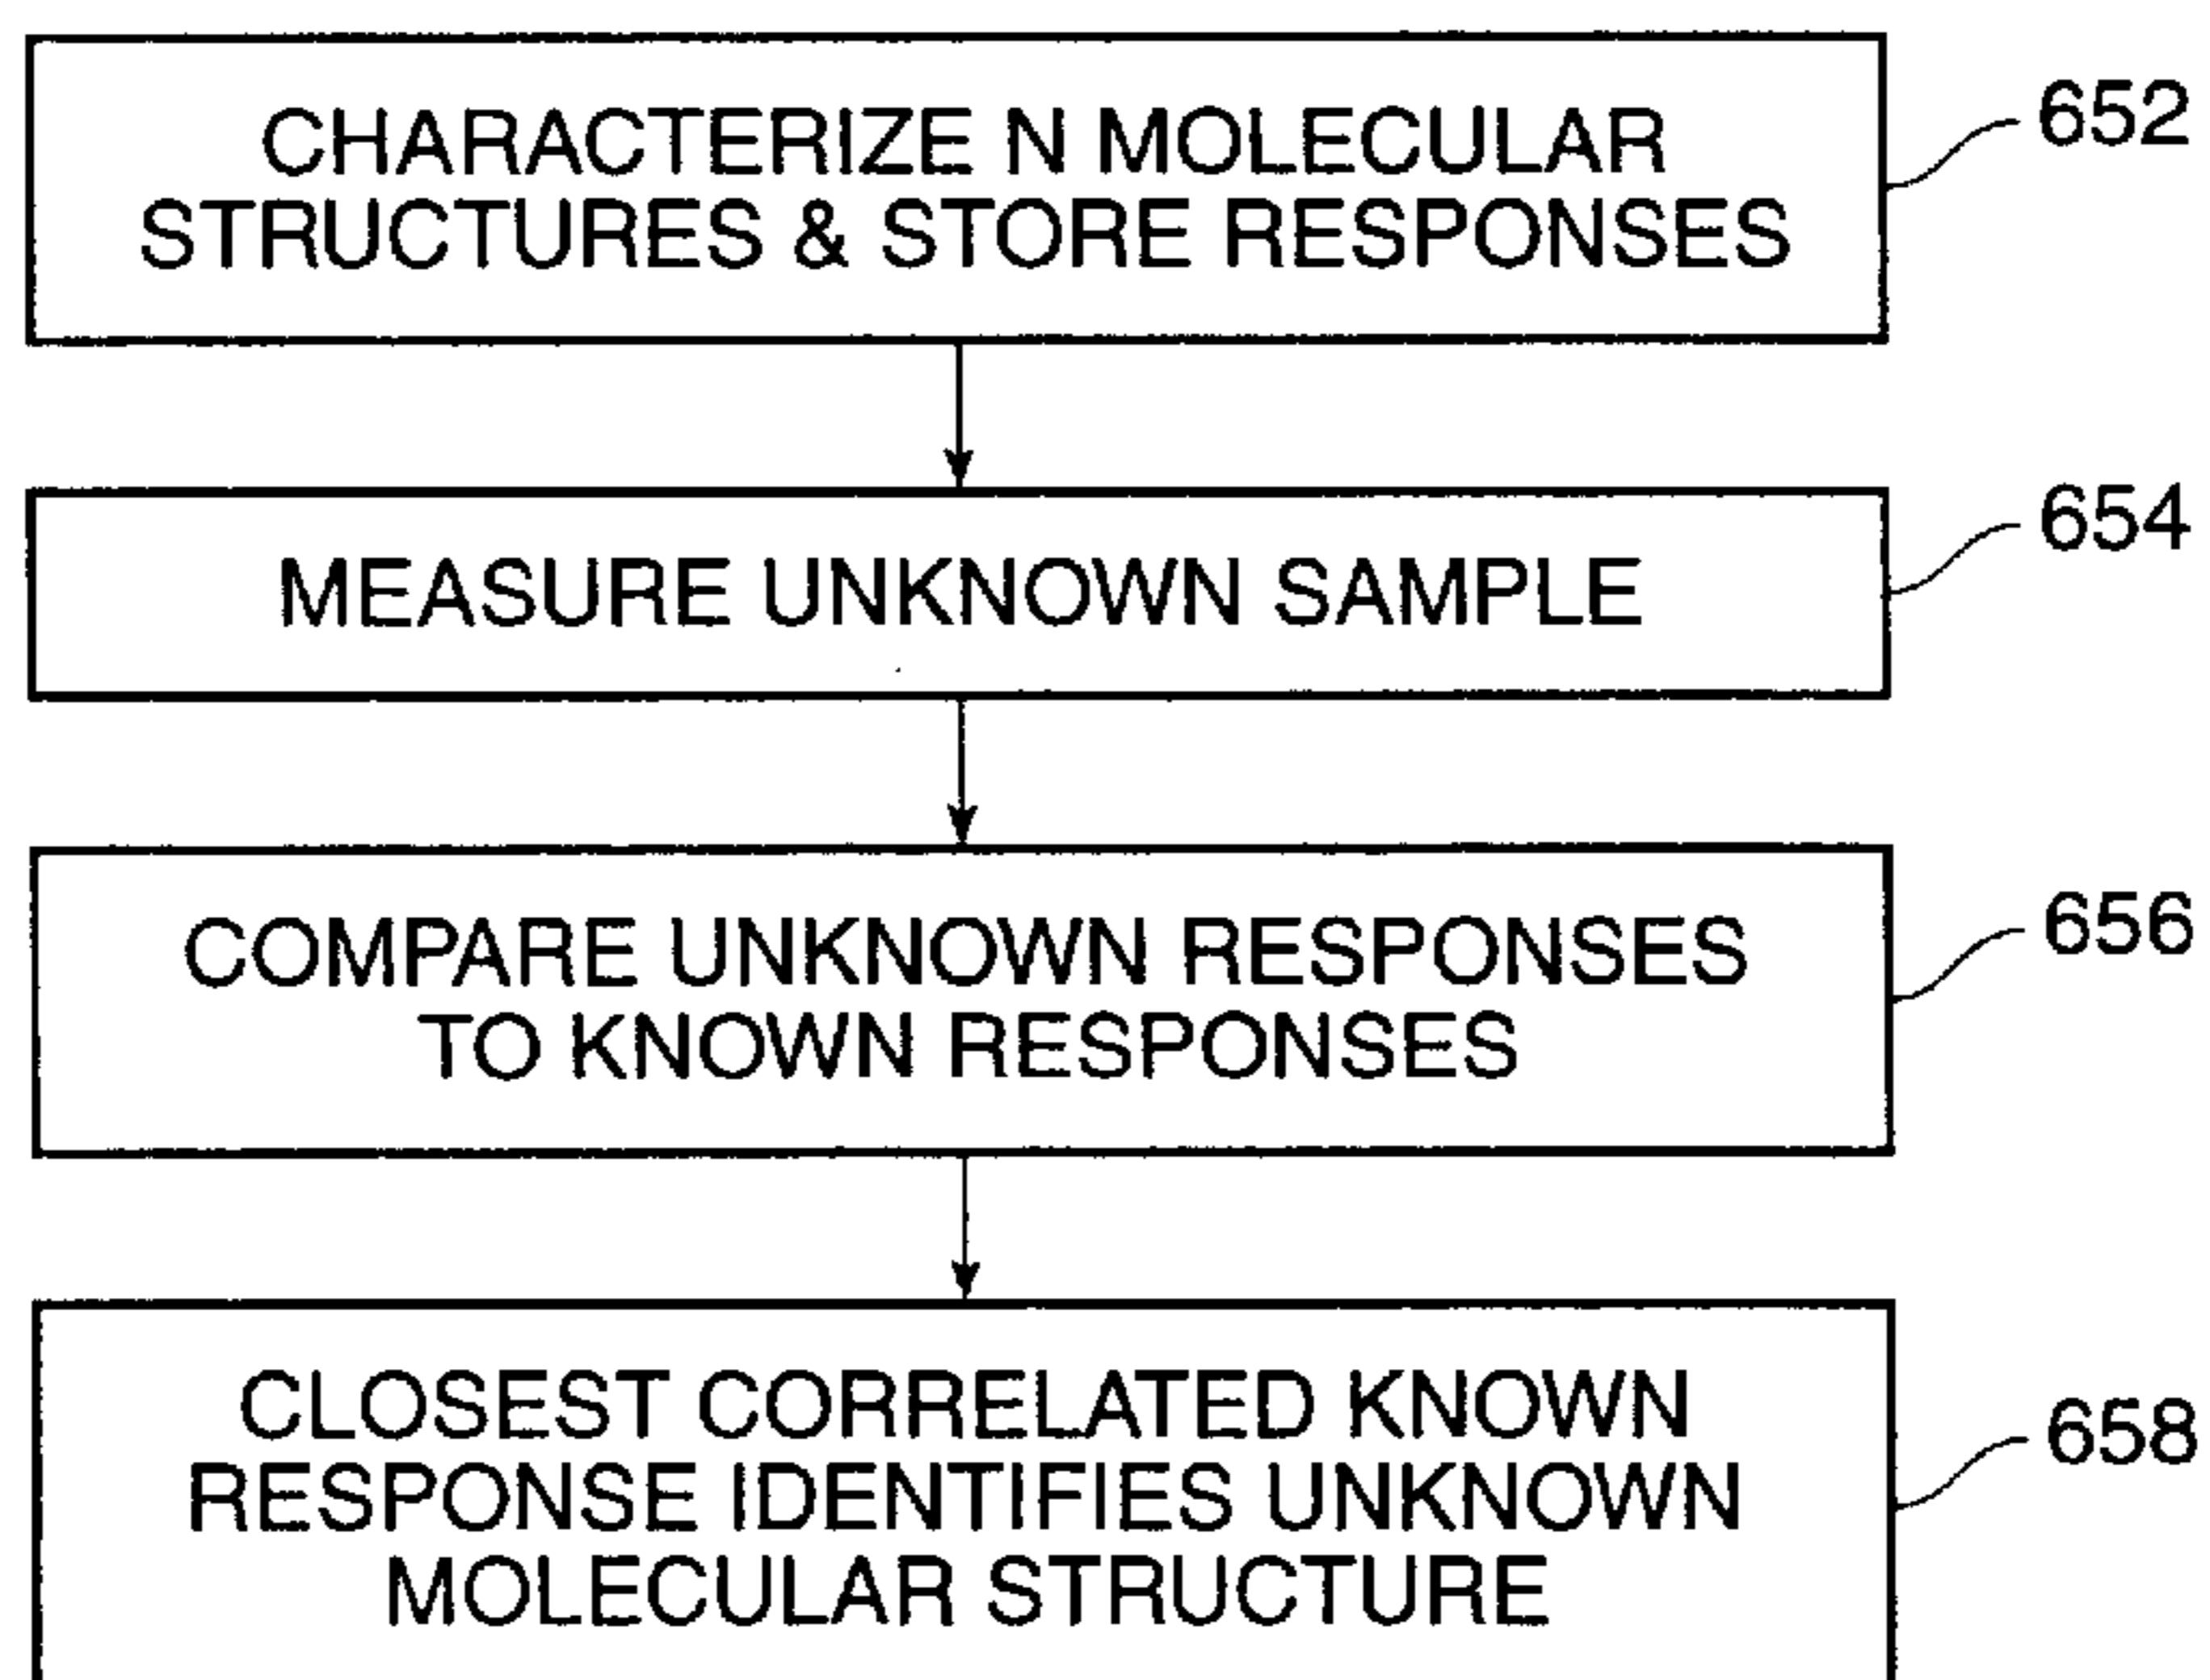 CHARACTERIZE N MOLECULAR
STRUCTURES & STORE RESPONSES
652
MEASURE UNKNOWN SAMPLE
654
COMPARE UNKNOWN RESPONSES
TO KNOWN RESPONSES
656
CLOSEST CORRELATED KNOWN
RESPONSE IDENTIFIES UNKNOWN
MOLECULAR STRUCTURE
658